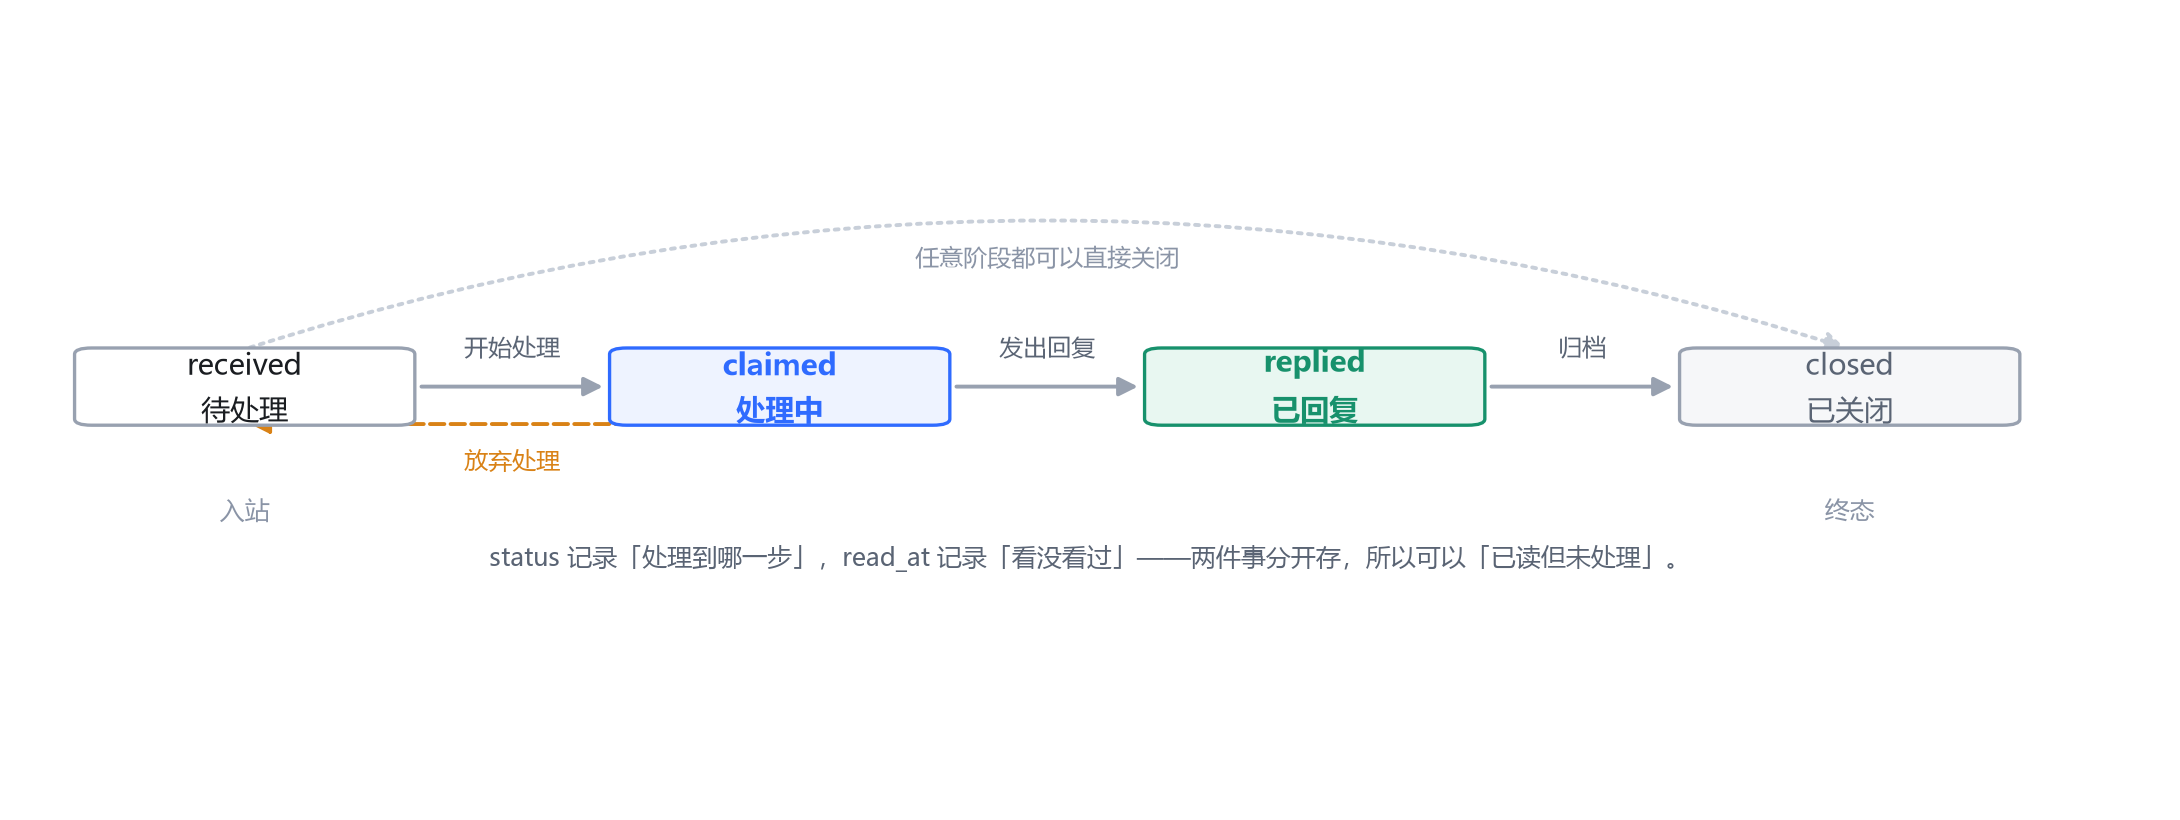 任意阶段都可以直接关闭
received
待处理
开始处理
claimed
处理中
发出回复
replied
已回复
归档
closed
已关闭
放弃处理
入站
终态
status 记录「处理到哪一步」，read_at 记录「看没看过」——两件事分开存，所以可以「已读但未处理」。